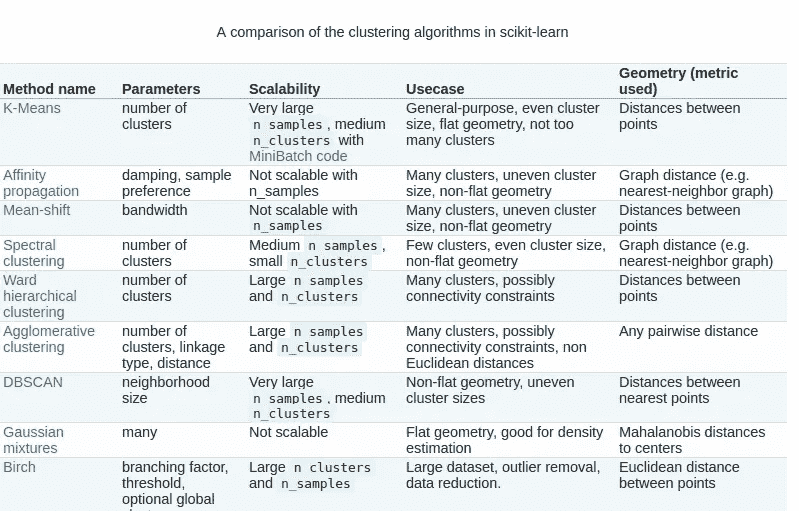 A comparison of the clustering algorithms in scikit-learn
Method name
Parameters
Scalability
Usecase
Geometry (metric
used)
K-Means
number of
clusters
Very large
n samples, medium
n_clusters with
MiniBatch code
General-purpose, even cluster
size, flat geometry, not too
many clusters
Distances between
points
Affinity
propagation
damping, sample
preference
Not scalable with
n_samples
Many clusters, uneven cluster
size, non-flat geometry
Graph distance (e.g.
nearest-neighbor graph)
Mean-shift
bandwidth
Not scalable with
n_samples
Many clusters, uneven cluster
size, non-flat geometry
Distances between
points
Spectral
clustering
number of
clusters
Medium n samples,
small n_clusters
Few clusters, even cluster size,
non-flat geometry
Graph distance (e.g.
nearest-neighbor graph)
Ward
hierarchical
clustering
number of
clusters
Large n samples
and n_clusters
Many clusters, possibly
connectivity constraints
Distances between
points
Agglomerative
clustering
number of
clusters, linkage
type, distance
Large n samples
and n_clusters
Many clusters, possibly
connectivity constraints, non
Euclidean distances
Any pairwise distance
DBSCAN
neighborhood
size
Very large
n samples, medium
n_clusters
Non-flat geometry, uneven
cluster sizes
Distances between
nearest points
Gaussian
mixtures
many
Not scalable
Flat geometry, good for density
estimation
Mahalanobis distances
to centers
Birch
branching factor,
threshold,
optional global
Large n clusters
and n_samples
Large dataset, outlier removal,
data reduction.
Euclidean distance
between points